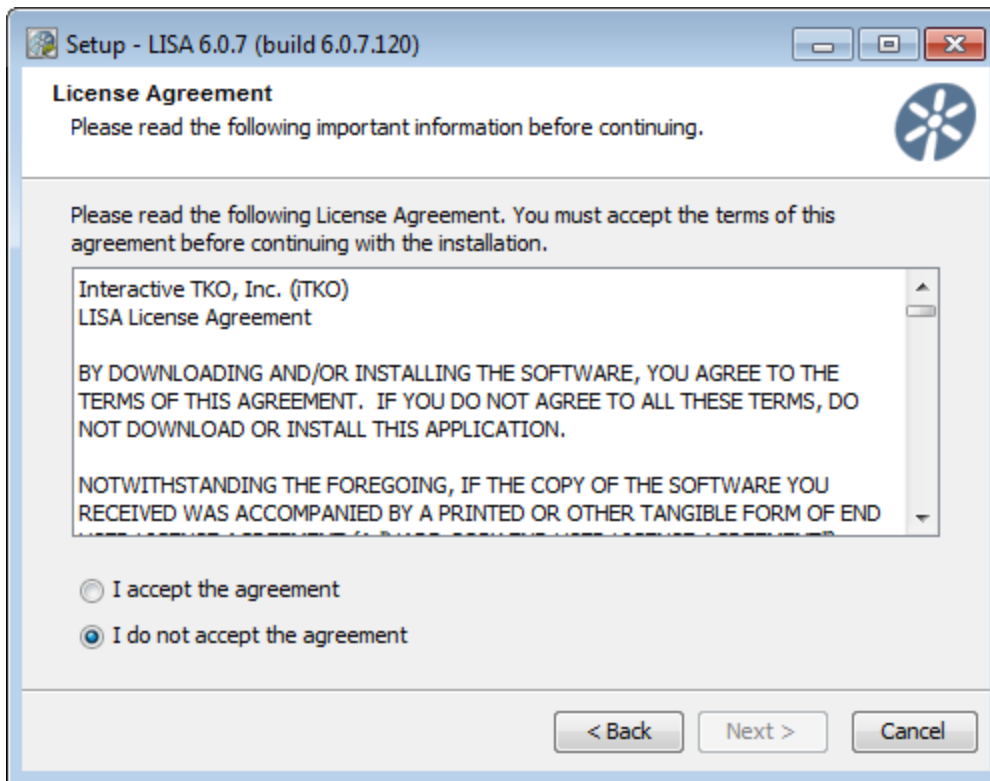 Setup - LISA 6.0.7 (build 6.0.7.120)
License Agreement
Please read the following important information before continuing.
Please read the following License Agreement. You must accept the terms of this
agreement before continuing with the installation.
Interactive TKO, Inc. (iTKO)
LISA License Agreement
BY DOWNLOADING AND/OR INSTALLING THE SOFTWARE, YOU AGREE TO THE
TERMS OF THIS AGREEMENT.  IF YOU DO NOT AGREE TO ALL THESE TERMS, DO
NOT DOWNLOAD OR INSTALL THIS APPLICATION.
NOTWITHSTANDING THE FOREGOING, IF THE COPY OF THE SOFTWARE YOU
RECEIVED WAS ACCOMPANIED BY A PRINTED OR OTHER TANGIBLE FORM OF END
I accept the agreement
I do not accept the agreement
< Back
Next >
Cancel